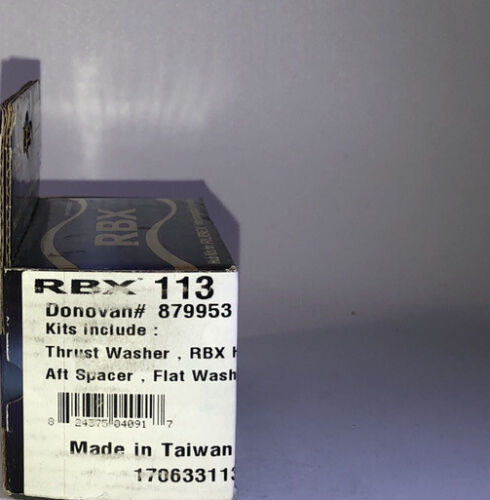 RBX
RBX 113
Donovan# 879953
Kits include :
Thrust Washer , RBX H
Aft Spacer , Flat Wash
8 24375 04091 7
Made in Taiwan
170633113